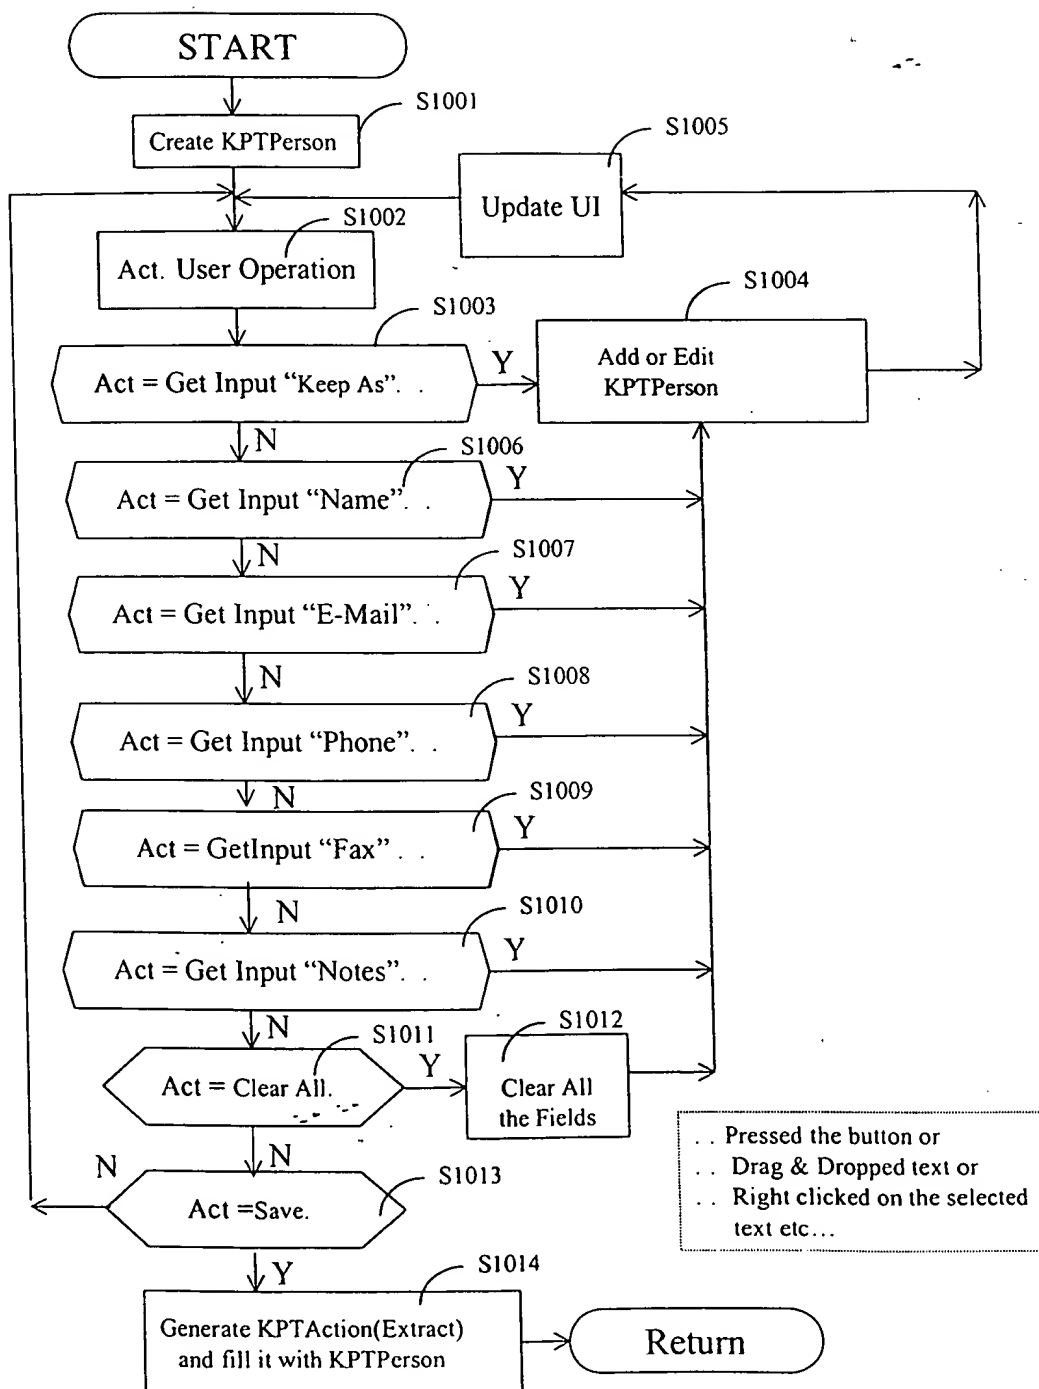 START
S1001
Create KPTPerson
S1005
Update UI
S1002
Act. User Operation
S1003
S1004
Act = Get Input “Keep As”. .
Y
Add or Edit
KPTPerson
N
S1006
Act = Get Input “Name”. .
Y
N
S1007
Act = Get Input “E-Mail”. .
Y
N
S1008
Act = Get Input “Phone”. .
Y
N
S1009
Act = GetInput “Fax” . .
Y
N
S1010
Act = Get Input “Notes”. .
Y
N
S1011
S1012
Act = Clear All.
Y
Clear All
the Fields
N
N
S1013
Act =Save.
. . Pressed the button or
. . Drag & Dropped text or
. . Right clicked on the selected
text etc...
Y
S1014
Generate KPTAction(Extract)
and fill it with KPTPerson
Return